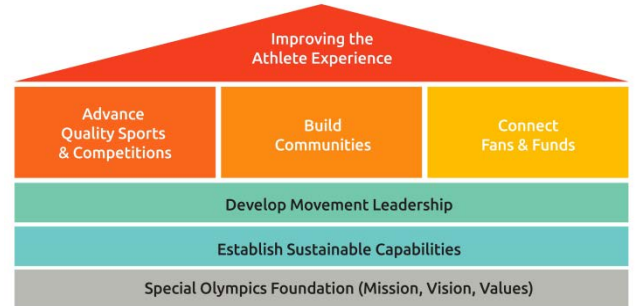 Improving the
Athlete Experience
Advance
Quality Sports
& Competitions
Build
Communities
Connect
Fans & Funds
Develop Movement Leadership
Establish Sustainable Capabilities
Special Olympics Foundation (Mission, Vision, Values)